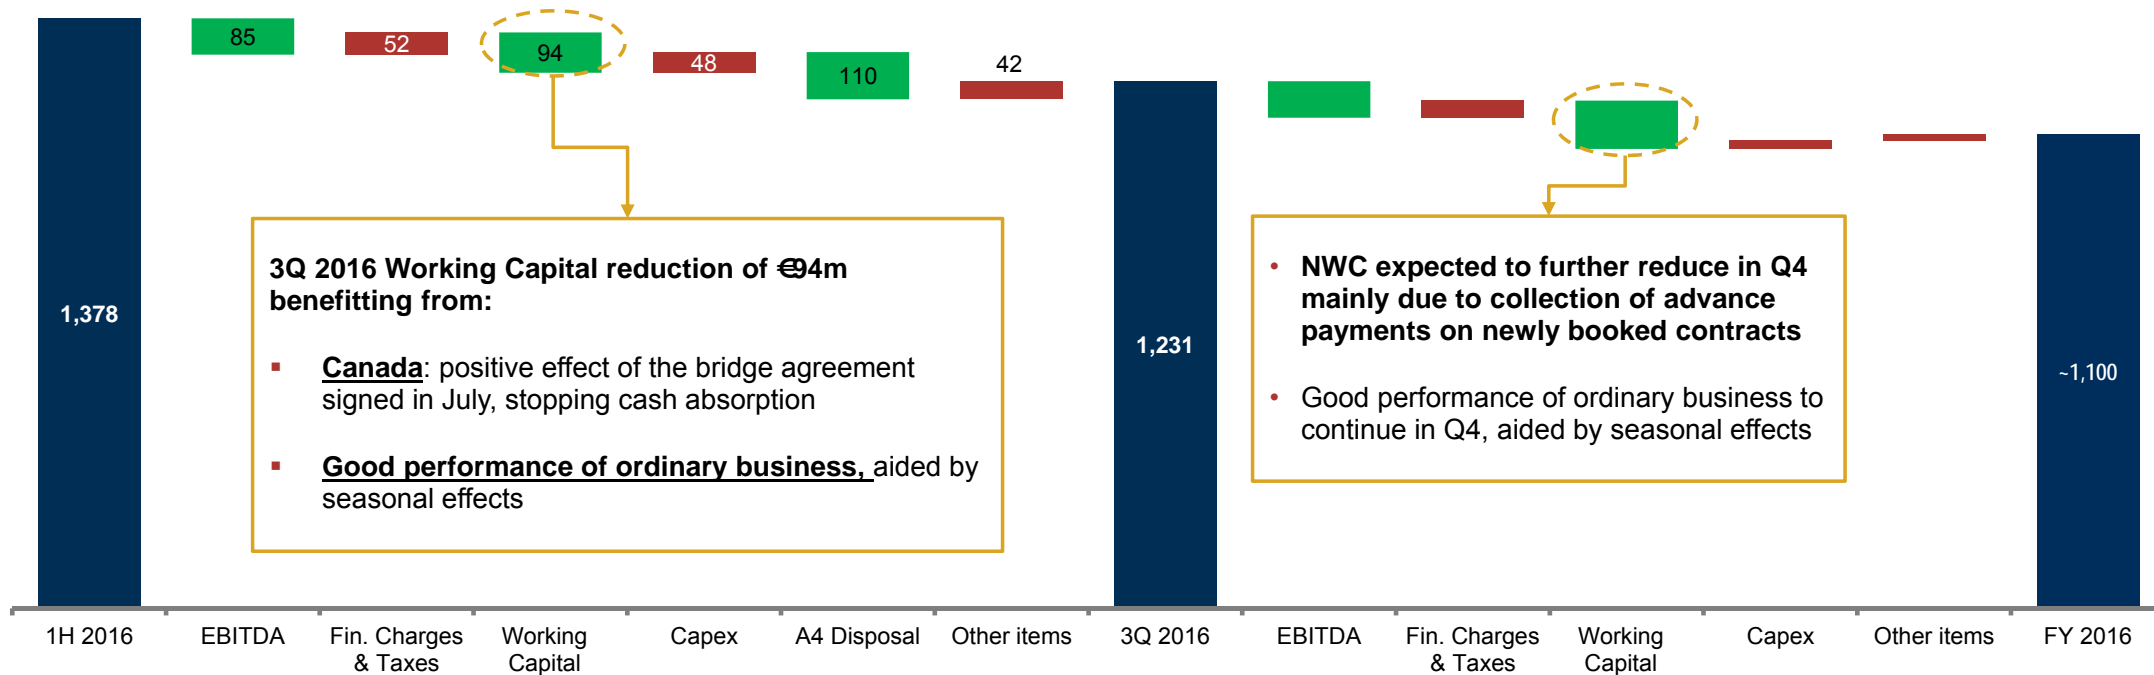 85
52
94
48
110
42
1,378
1,231
~1,100
3Q 2016 Working Capital reduction of €94m
benefitting from:
▪ Canada: positive effect of the bridge agreement
signed in July, stopping cash absorption
▪ Good performance of ordinary business, aided by
seasonal effects
• NWC expected to further reduce in Q4
mainly due to collection of advance
payments on newly booked contracts
• Good performance of ordinary business to
continue in Q4, aided by seasonal effects
1H 2016
EBITDA
Fin. Charges
& Taxes
Working
Capital
Capex
A4 Disposal
Other items
3Q 2016
EBITDA
Fin. Charges
& Taxes
Working
Capital
Capex
Other items
FY 2016